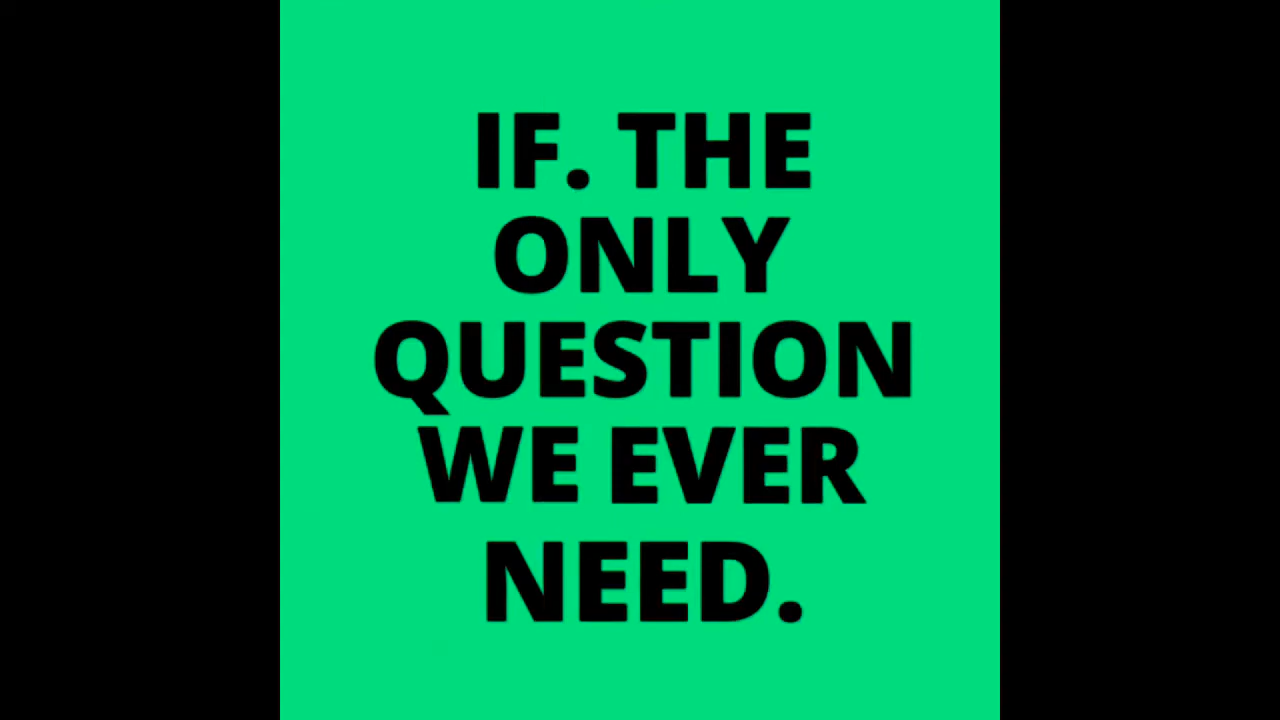 IF. THE
ONLY
QUESTION
WE EVER
NEED.